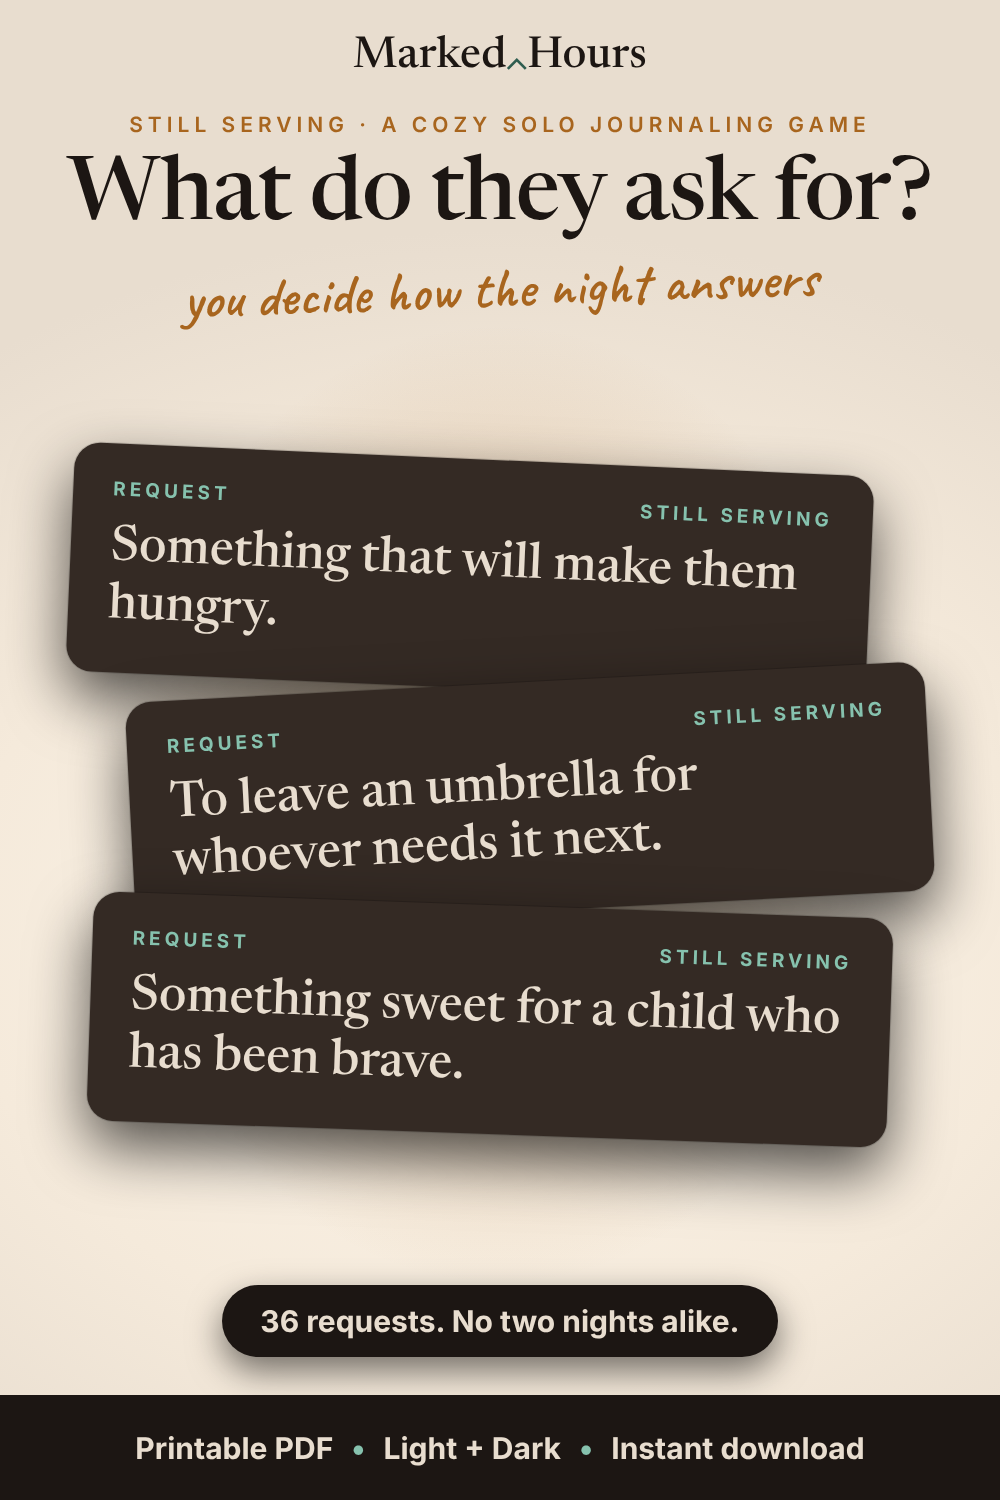 Marked‸Hours
STILL SERVING · A COZY SOLO JOURNALING GAME
What do they ask for?
you decide how the night answers
REQUEST
STILL SERVING
Something that will make them
hungry.
REQUEST
STILL SERVING
To leave an umbrella for
whoever needs it next.
REQUEST
STILL SERVING
Something sweet for a child who
has been brave.
36 requests. No two nights alike.
Printable PDF • Light + Dark • Instant download